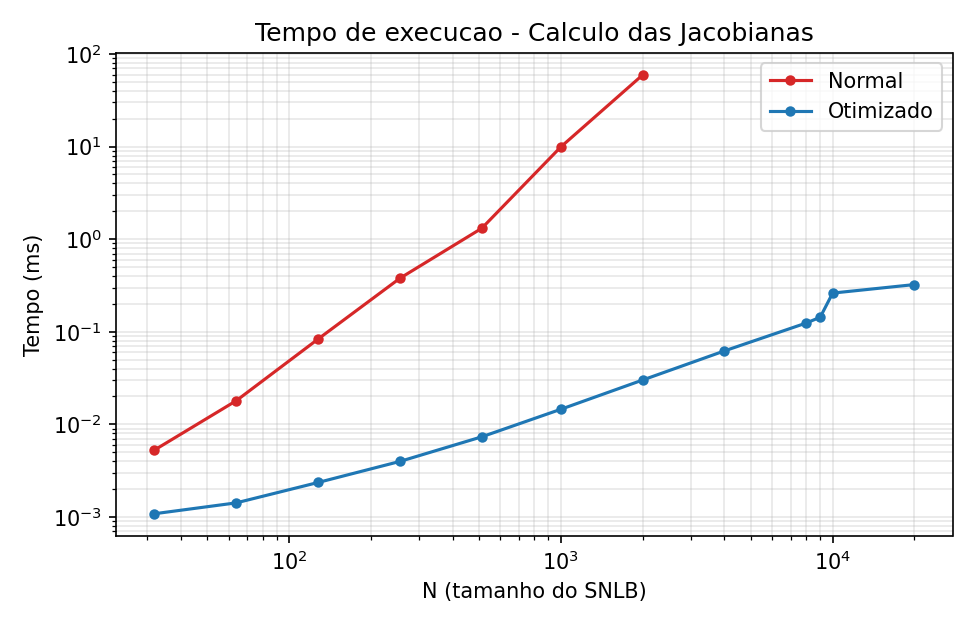 Tempo de execucao - Calculo das Jacobianas
Normal
Otimizado
Tempo (ms)
10²
10¹
10⁰
10⁻¹
10⁻²
10⁻³
10²
10³
10⁴
N (tamanho do SNLB)